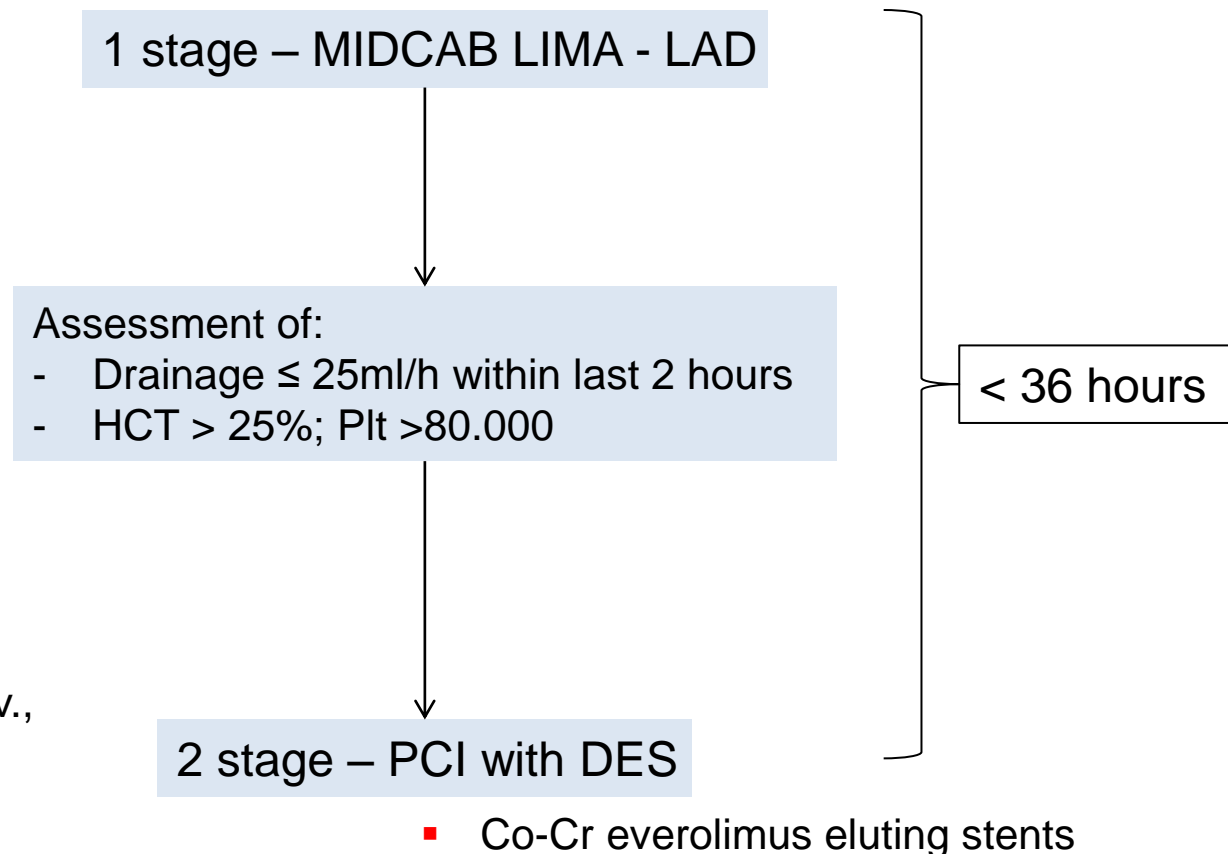 1 stage – MIDCAB LIMA - LAD
Assessment of:
- Drainage ≤ 25ml/h within last 2 hours
- HCT > 25%; Plt >80.000
< 36 hours
v.,
2 stage – PCI with DES
▪ Co-Cr everolimus eluting stents